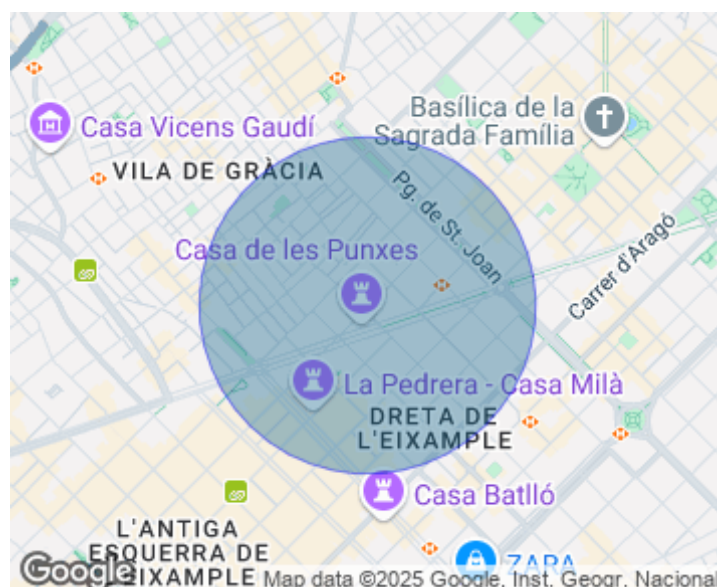 Basílica de la
Sagrada Família
Casa Vicens Gaudí
VILA DE GRÀCIA
Pg. de St. Joan
Casa de les Punxes
Carrer d'Aragó
La Pedrera - Casa Milà
DRETA DE
L'EIXAMPLE
Casa Batlló
L'ANTIGA
ESQUERRA DE
EIXAMPLE
ZARA
Google
Map data ©2025 Google, Inst. Geogr. Nacional